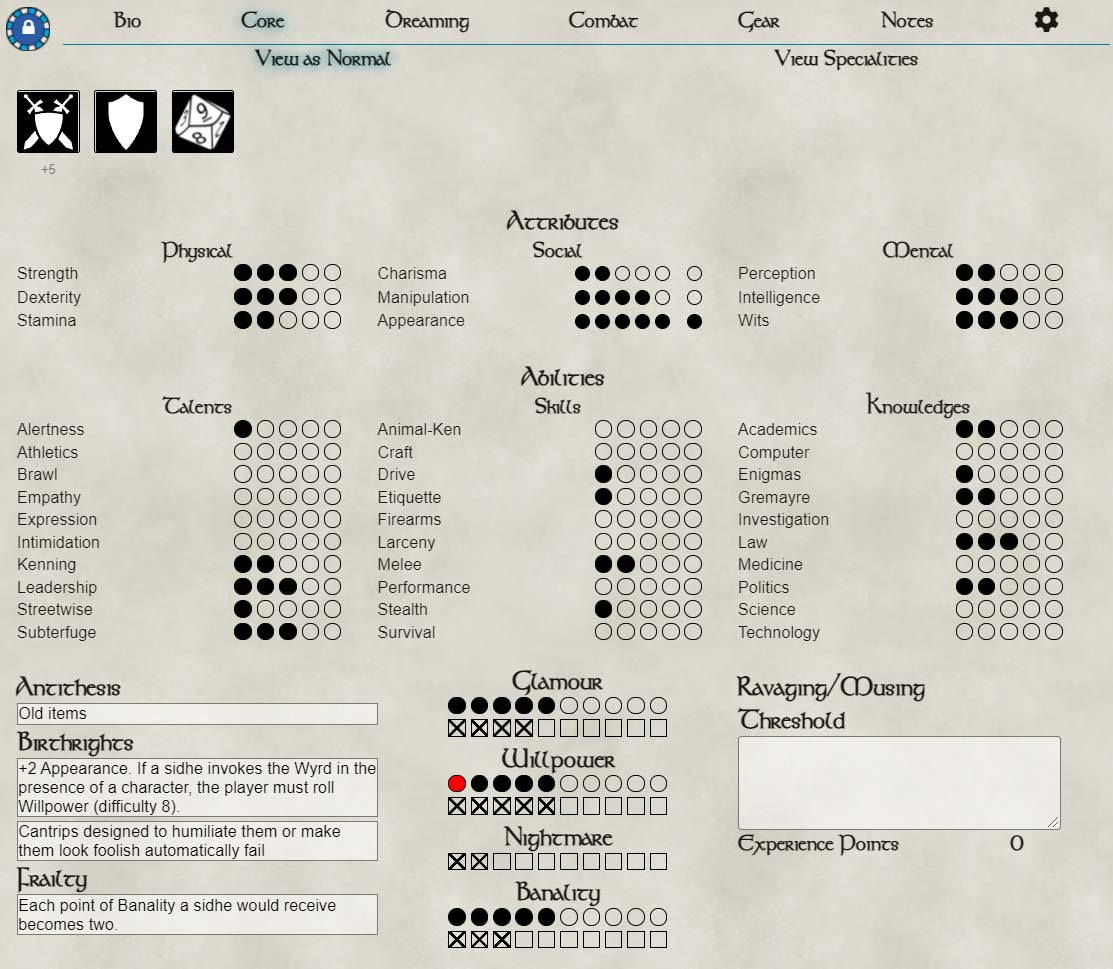 Bio Core Dreaming Combat Gear Notes
View as Normal View Specialities
9 8
+5
Attributes
Physical Social Mental
Strength Charisma Perception
Dexterity Manipulation Intelligence
Stamina Appearance Wits
Abilities
Talents Skills Knowledges
Alertness Animal-Ken Academics
Athletics Craft Computer
Brawl Drive Enigmas
Empathy Etiquette Gremayre
Expression Firearms Investigation
Intimidation Larceny Law
Kenning Melee Medicine
Leadership Performance Politics
Streetwise Stealth Science
Subterfuge Survival Technology
Antithesis
Old items
Birthrights
+2 Appearance. If a sidhe invokes the Wyrd in the
presence of a character, the player must roll
Willpower (difficulty 8).
Cantrips designed to humiliate them or make
them look foolish automatically fail
Frailty
Each point of Banality a sidhe would receive
becomes two.
Glamour
Willpower
Nightmare
Banality
Ravaging/Musing
Threshold
Experience Points 0